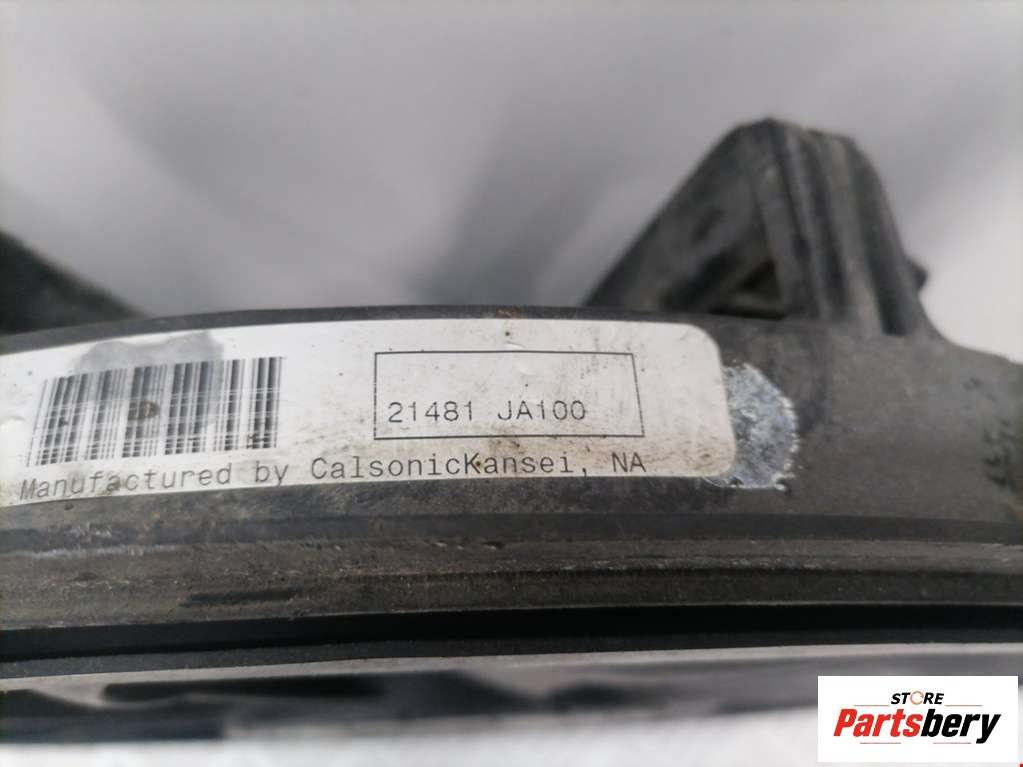 21481 JA100
Manufactured by CalsonicKansei, NA
STORE
Partsbery